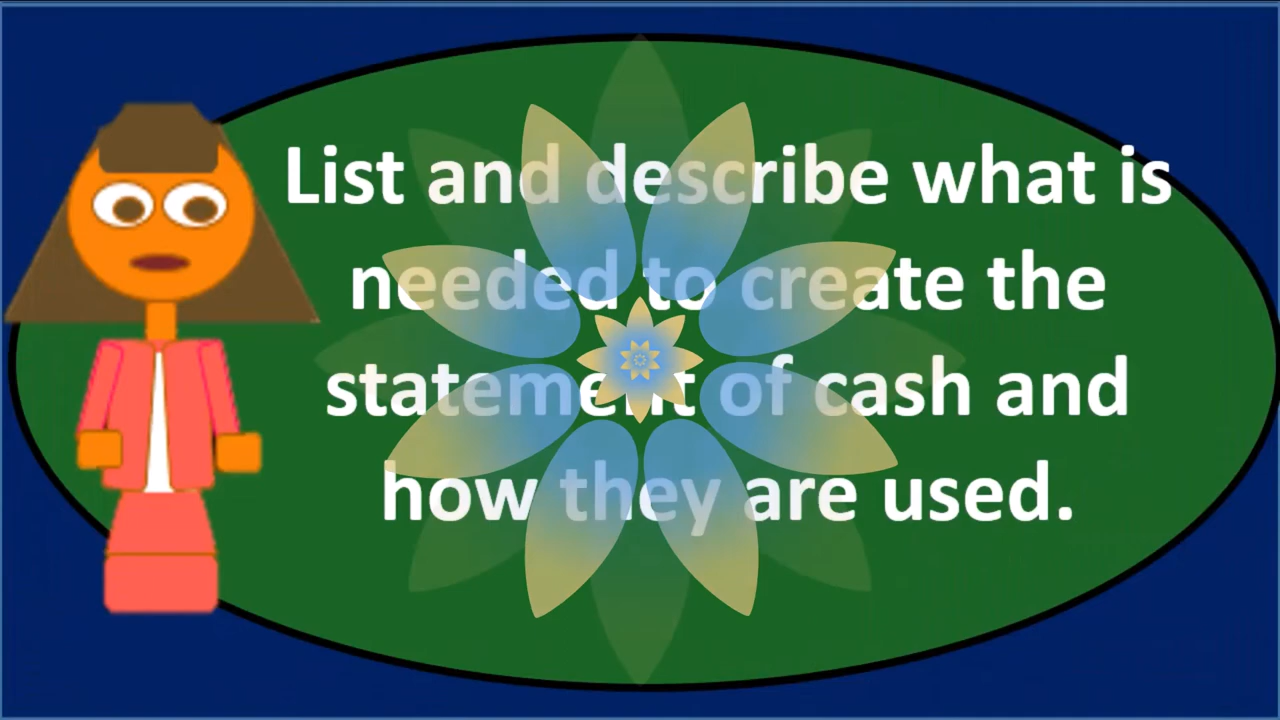 List and describe what is
needed to create the
statement of cash and
how they are used.